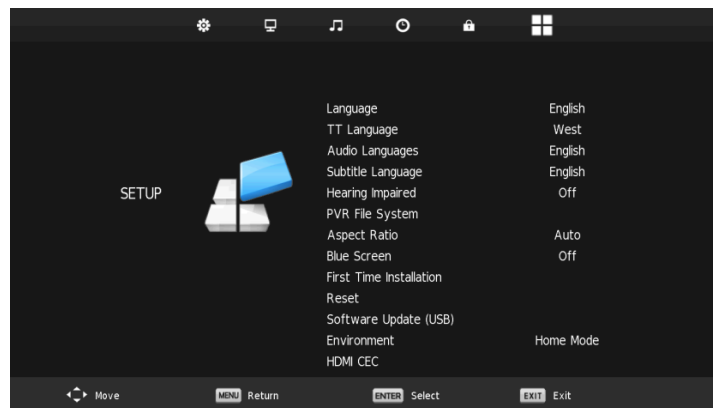 Language English
TT Language West
Audio Languages English
Subtitle Language English
SETUP Hearing Impaired Off
PVR File System
Aspect Ratio Auto
Blue Screen Off
First Time Installation
Reset
Software Update (USB)
Environment Home Mode
HDMI CEC
Move MENU Return ENTER Select EXIT Exit